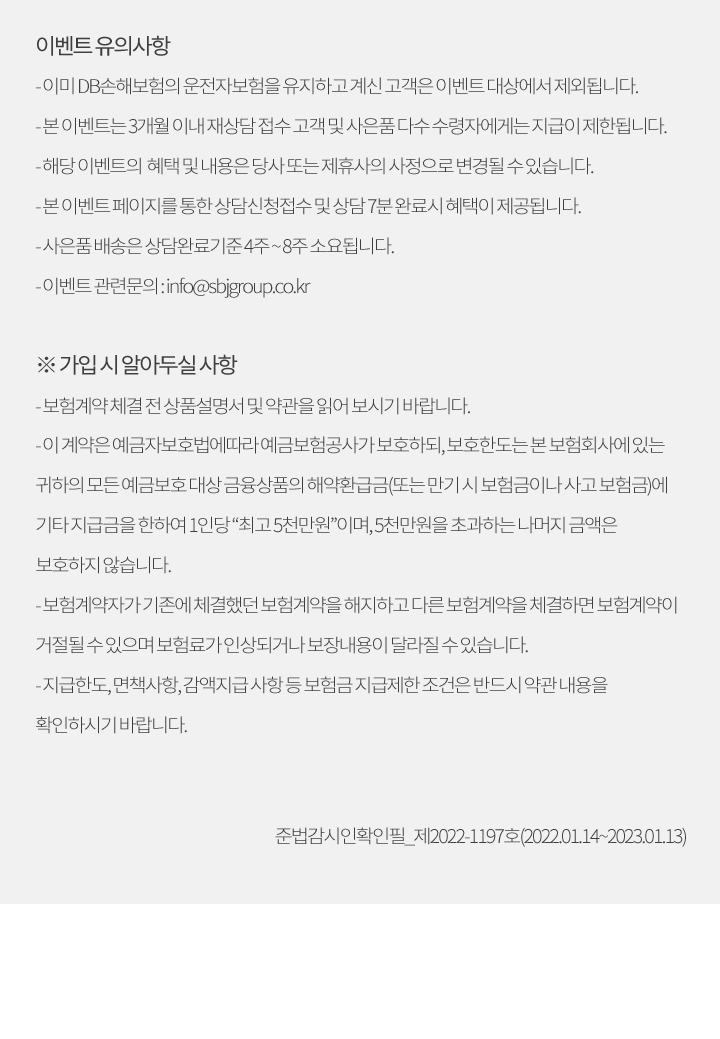 이벤트 유의사항
- 이미 DB손해보험의 운전자보험을 유지하고 계신 고객은 이벤트 대상에서 제외됩니다.
- 본 이벤트는 3개월 이내 재상담 접수 고객 및 사은품 다수 수령자에게는 지급이 제한됩니다.
- 해당 이벤트의 혜택 및 내용은 당사 또는 제휴사의 사정으로 변경될 수 있습니다.
- 본 이벤트 페이지를 통한 상담신청접수 및 상담 7분 완료시 혜택이 제공됩니다.
- 사은품 배송은 상담완료기준 4주 ~ 8주 소요됩니다.
- 이벤트 관련문의 : info@sbjgroup.co.kr
※ 가입 시 알아두실 사항
- 보험계약 체결 전 상품설명서 및 약관을 읽어 보시기 바랍니다.
- 이 계약은 예금자보호법에따라 예금보험공사가 보호하되, 보호한도는 본 보험회사에 있는
귀하의 모든 예금보호 대상 금융상품의 해약환급금(또는 만기 시 보험금이나 사고 보험금)에
기타 지급금을 한하여 1인당 “최고 5천만원”이며, 5천만원을 초과하는 나머지 금액은
보호하지 않습니다.
- 보험계약자가 기존에 체결했던 보험계약을 해지하고 다른 보험계약을 체결하면 보험계약이
거절될 수 있으며 보험료가 인상되거나 보장내용이 달라질 수 있습니다.
- 지급한도, 면책사항, 감액지급 사항 등 보험금 지급제한 조건은 반드시 약관 내용을
확인하시기 바랍니다.
준법감시인확인필_제2022-1197호(2022.01.14~2023.01.13)